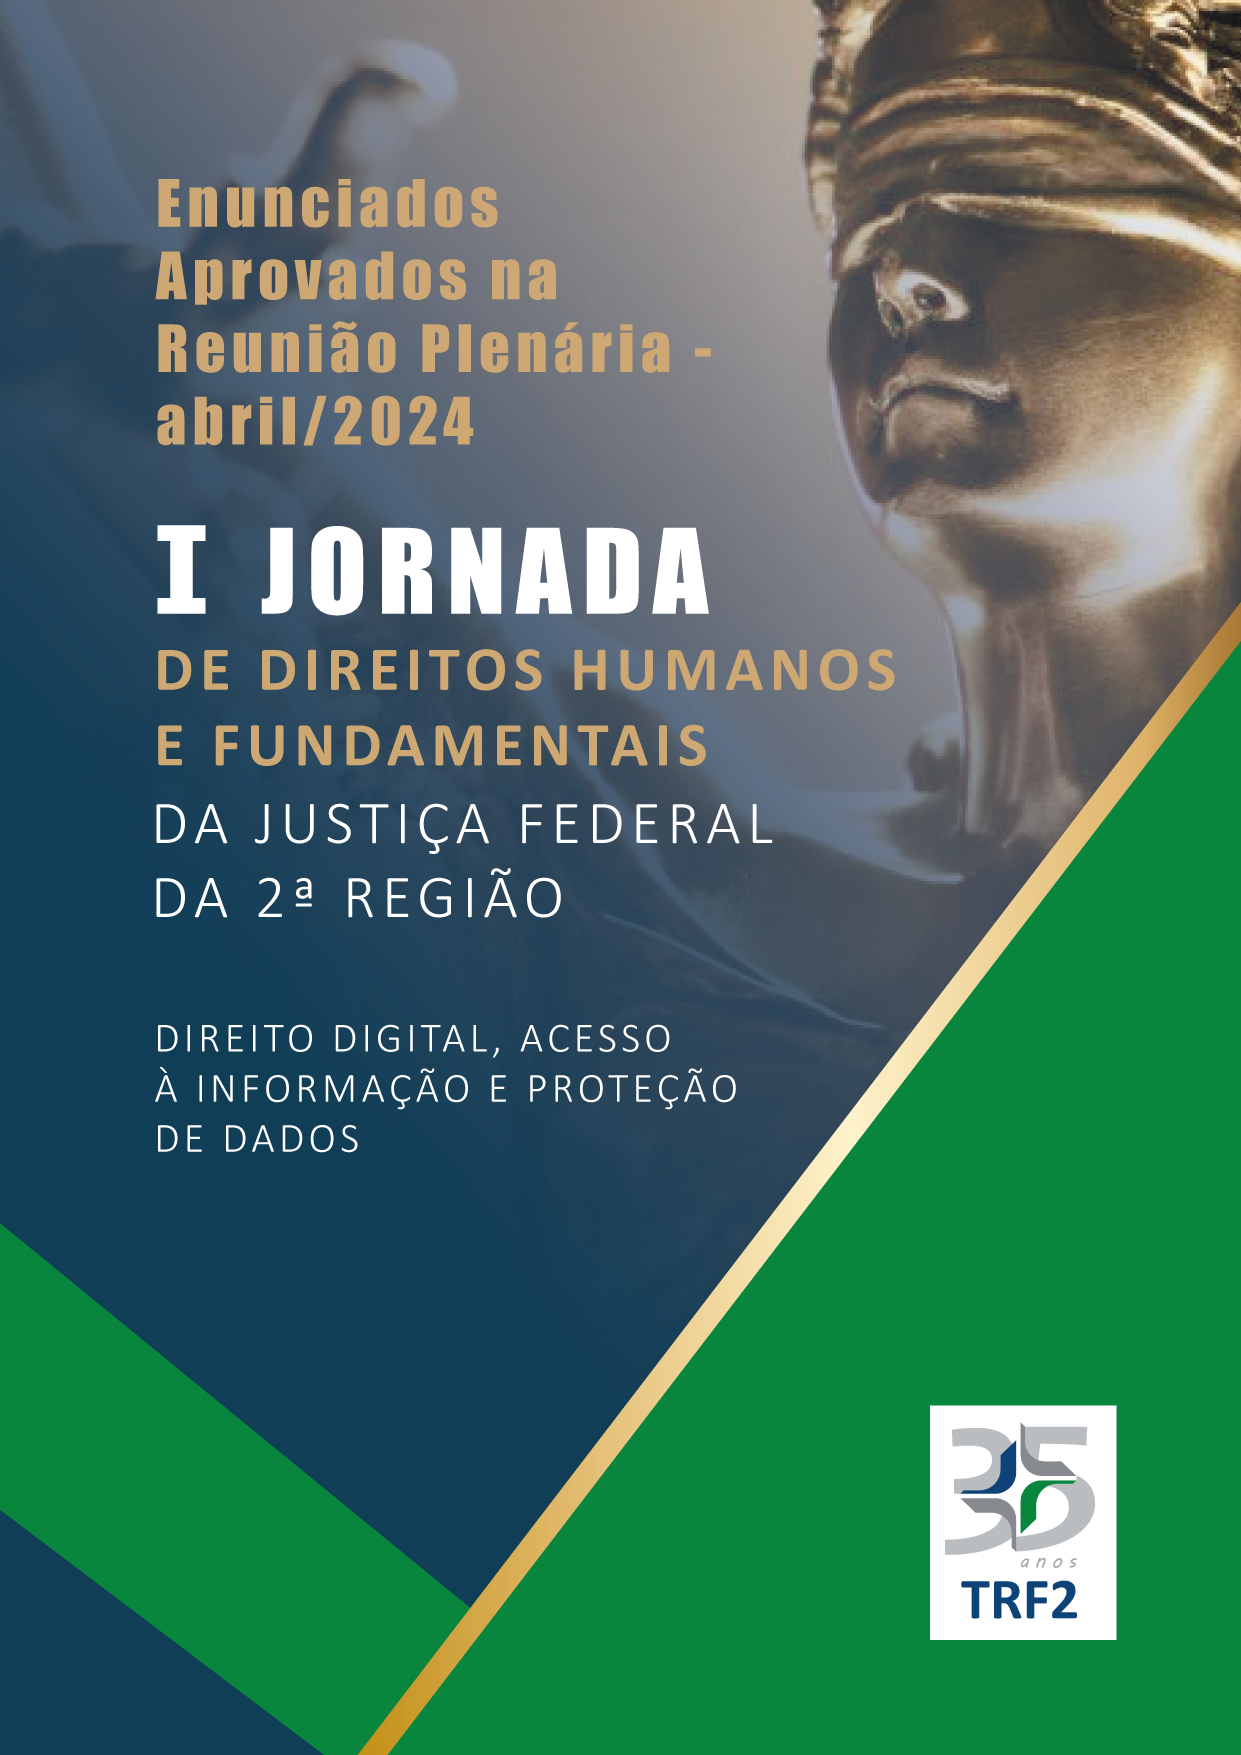 Enunciados
Aprovados na
Reunião Plenária -
abril/2024
I JORNADA
DE DIREITOS HUMANOS
E FUNDAMENTAIS
DA JUSTIÇA FEDERAL
DA 2ª REGIÃO
DIREITO DIGITAL, ACESSO
À INFORMAÇÃO E PROTEÇÃO
DE DADOS
35
anos
TRF2